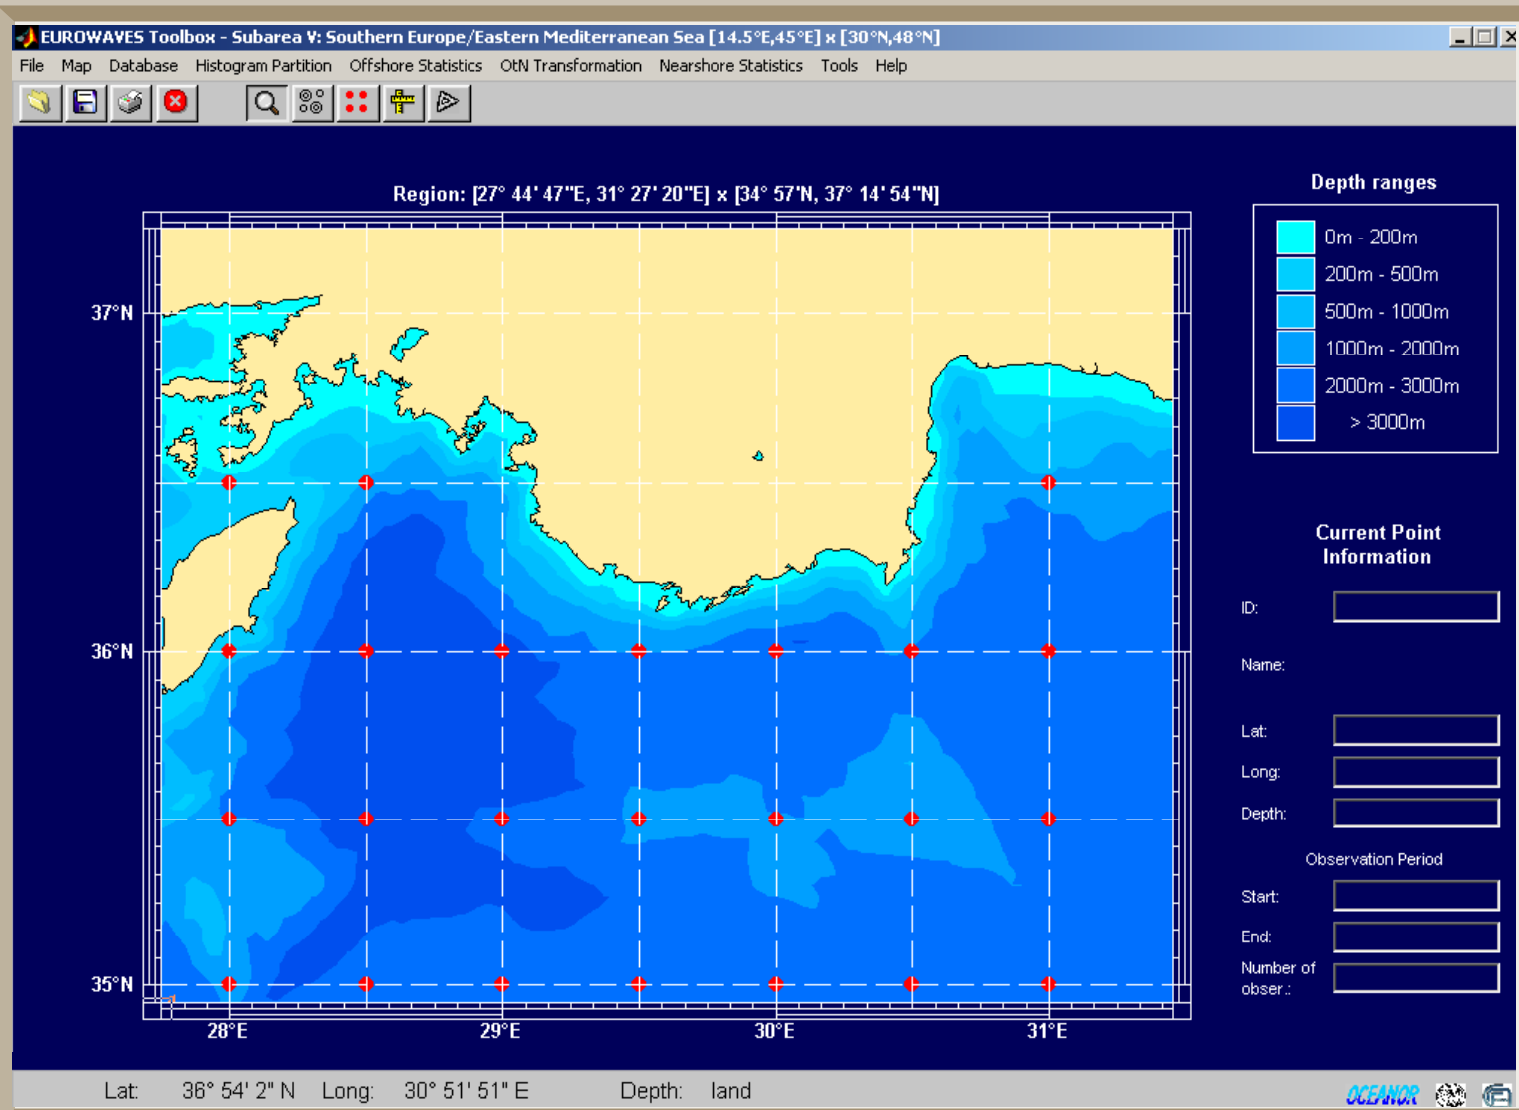 EUROWAVES Toolbox - Subarea V: Southern Europe/Eastern Mediterranean Sea [14.5°E,45°E] x [30°N,48°N]
File Map Database Histogram Partition Offshore Statistics OtN Transformation Nearshore Statistics Tools Help
Region: [27° 44' 47"E, 31° 27' 20"E] x [34° 57'N, 37° 14' 54"N]
Depth ranges
0m - 200m
200m - 500m
500m - 1000m
1000m - 2000m
2000m - 3000m
> 3000m
37°N
36°N
35°N
28°E 29°E 30°E 31°E
Current Point
Information
ID:
Name:
Lat:
Long:
Depth:
Observation Period
Start:
End:
Number of
obser.:
Lat: 36° 54' 2" N Long: 30° 51' 51" E Depth: land
OCEANOR